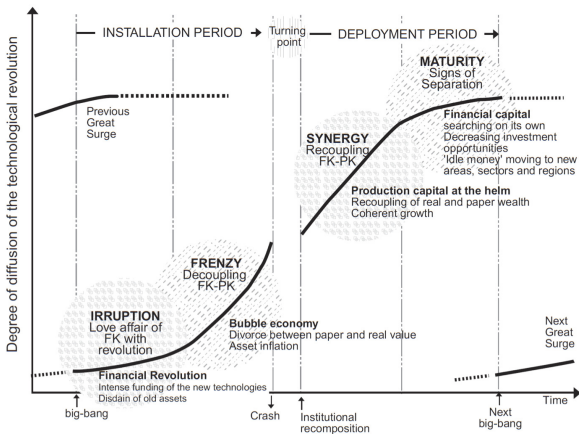 Degree of diffusion of the technological revolution
INSTALLATION PERIOD
Turning
point
DEPLOYMENT PERIOD
Previous
Great
Surge
MATURITY
Signs of
Separation
Financial capital
searching on its own
Decreasing investment
opportunities
'Idle money' moving to new
areas, sectors and regions
SYNERGY
Recoupling
FK-PK
Production capital at the helm
Recoupling of real and paper wealth
Coherent growth
FRENZY
Decoupling
FK-PK
Bubble economy
Divorce between paper and real value
Asset inflation
IRRUPTION
Love affair of
FK with
revolution
Financial Revolution
Intense funding of the new technologies
Disdain of old assets
Next
Great
Surge
Time
big-bang
Crash
Institutional
recomposition
Next
big-bang